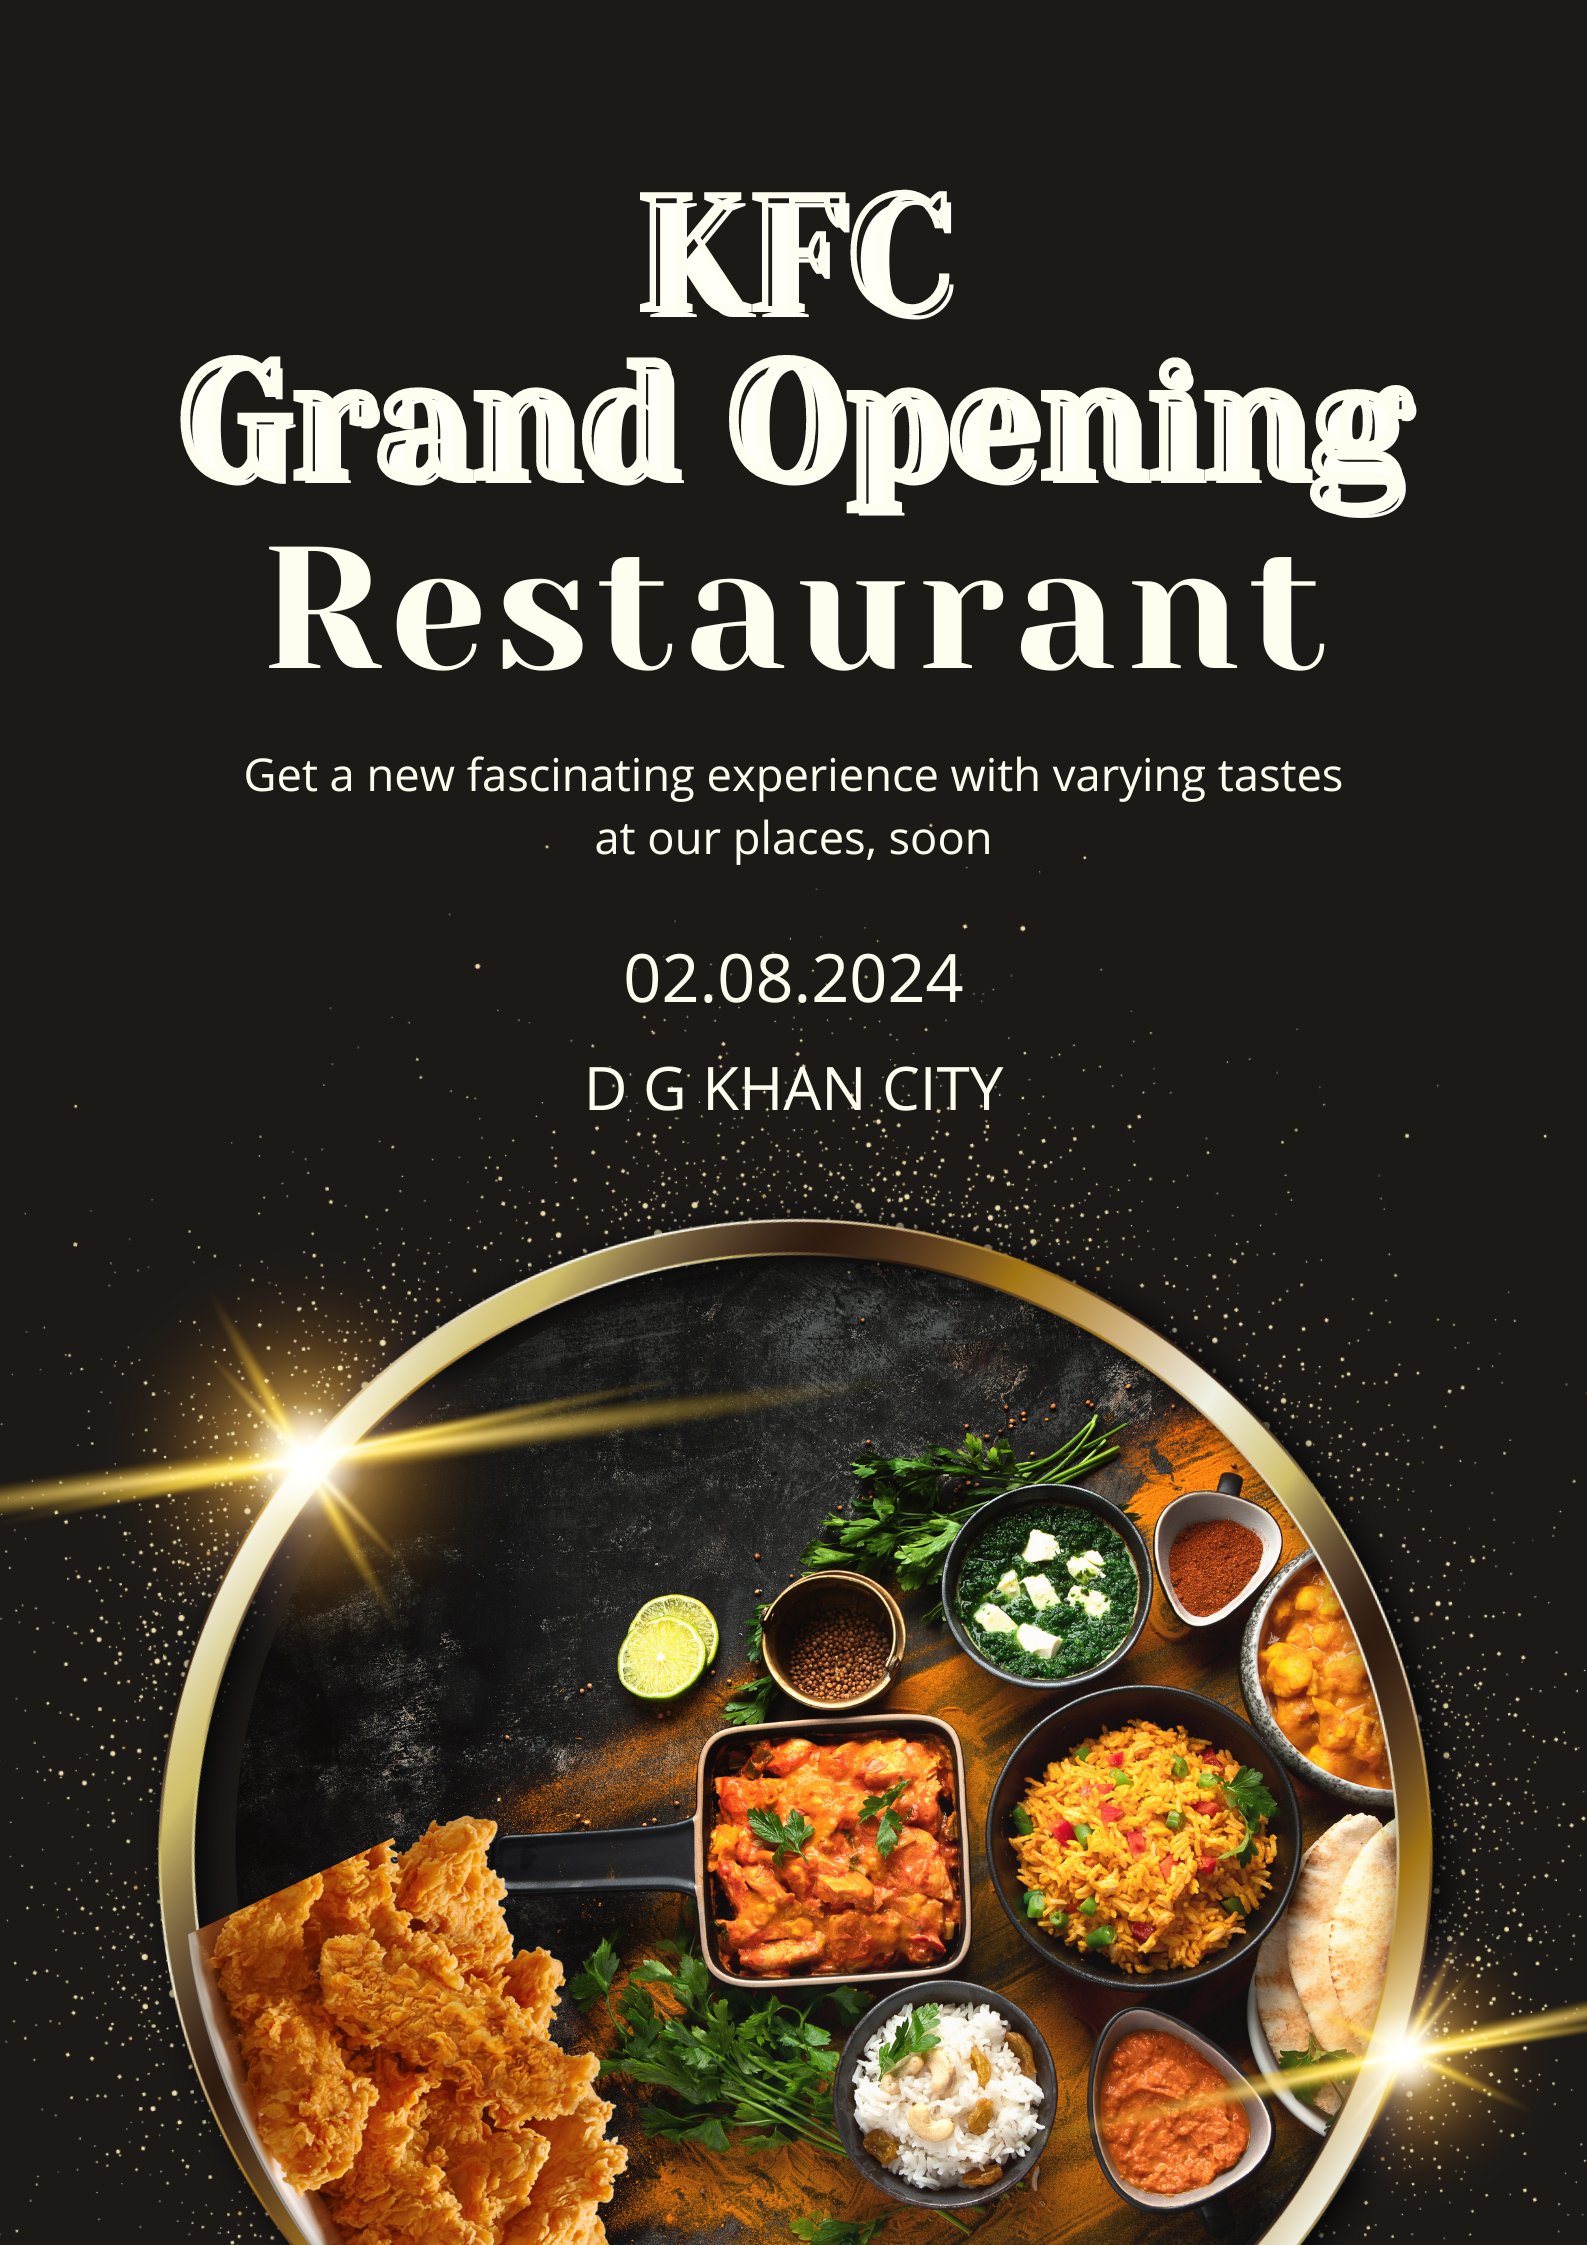 KFC
Grand Opening
Restaurant
Get a new fascinating experience with varying tastes
at our places, soon
02.08.2024
D G KHAN CITY